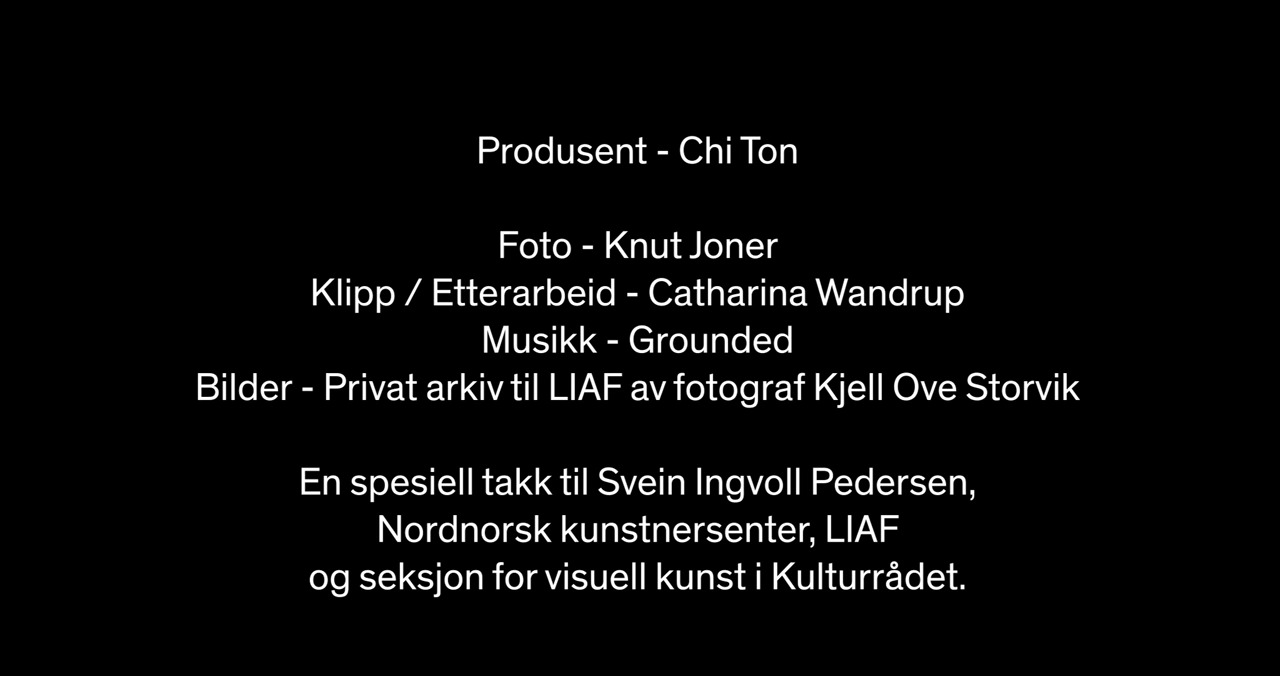 Produsent - Chi Ton
Foto - Knut Joner
Klipp / Etterarbeid - Catharina Wandrup
Musikk - Grounded
Bilder - Privat arkiv til LIAF av fotograf Kjell Ove Storvik
En spesiell takk til Svein Ingvoll Pedersen,
Nordnorsk kunstnersenter, LIAF
og seksjon for visuell kunst i Kulturrådet.